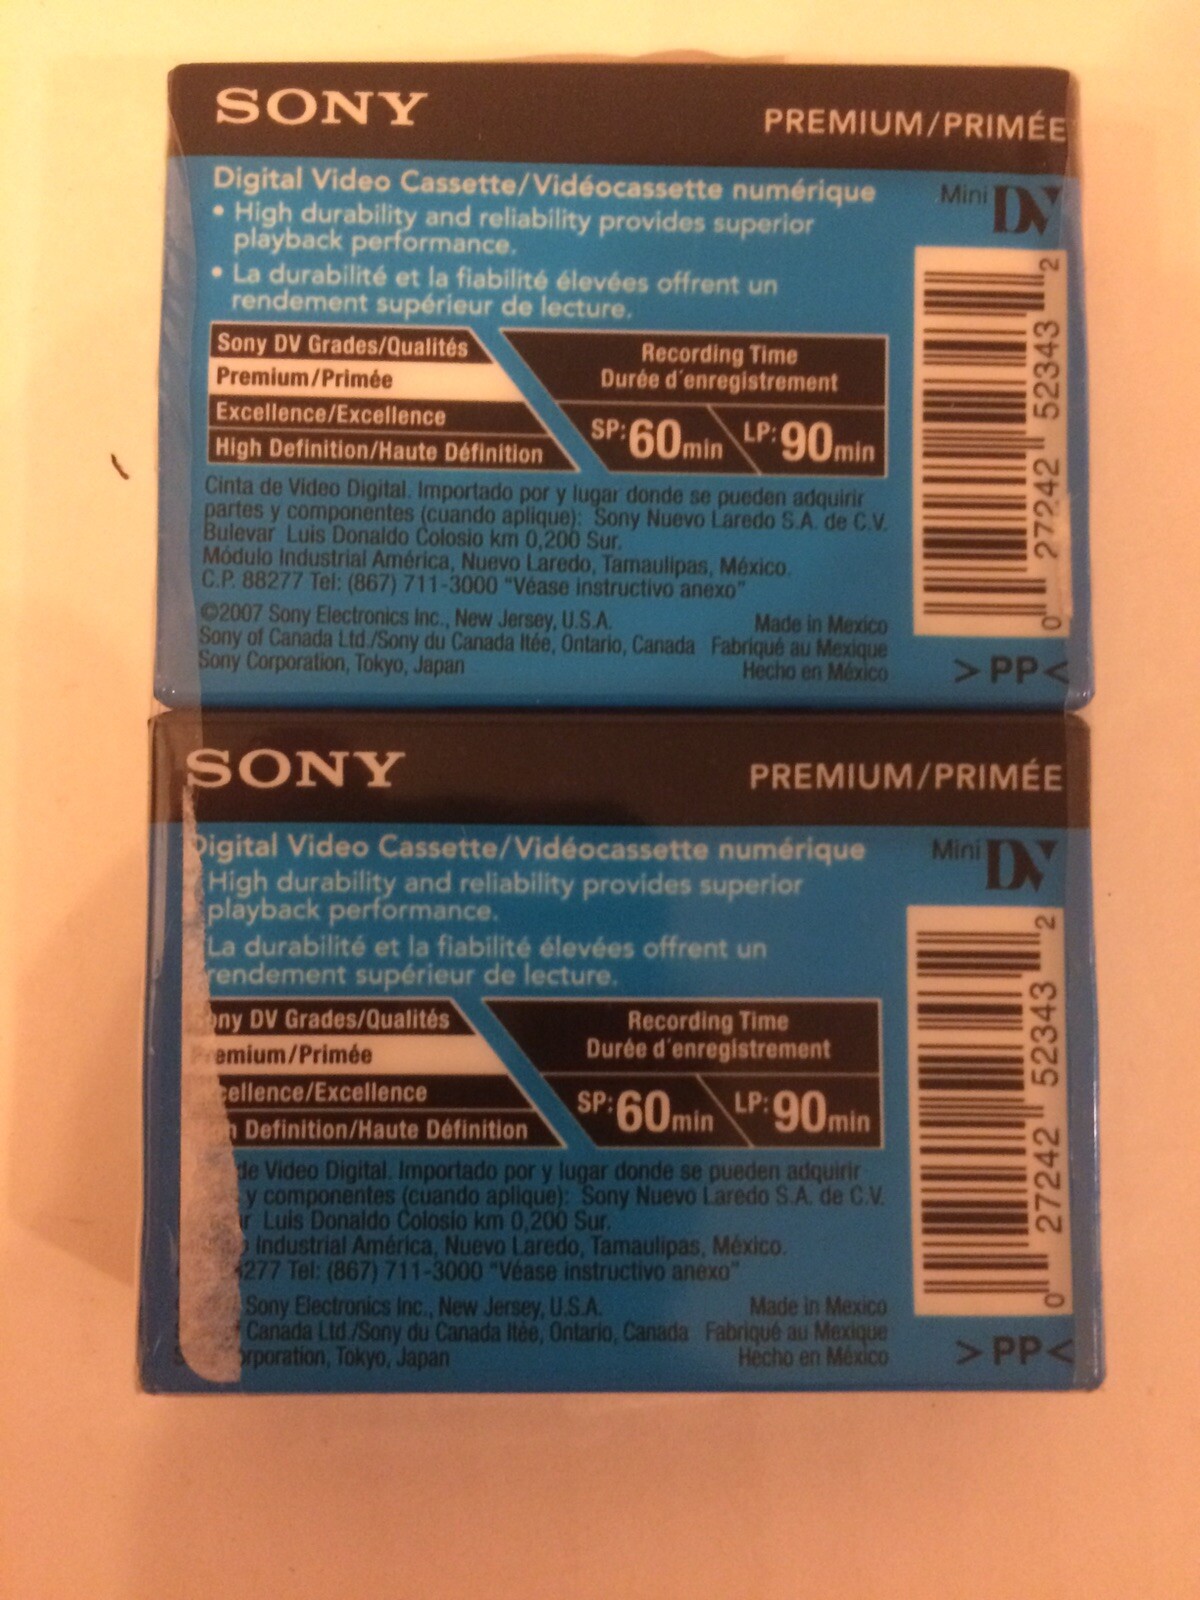 SONY PREMIUM/PRIMÉE
Digital Video Cassette/Vidéocassette numérique Mini DV
• High durability and reliability provides superior
playback performance.
• La durabilité et la fiabilité élevées offrent un
rendement supérieur de lecture.
Sony DV Grades/Qualités
Premium/Primée
Excellence/Excellence
High Definition/Haute Définition
Recording Time
Durée d'enregistrement
SP: 60min LP: 90min
0 27242 52343 2
Cinta de Video Digital. Importado por y lugar donde se pueden adquirir
partes y componentes (cuando aplique): Sony Nuevo Laredo S.A. de C.V.
Bulevar Luis Donaldo Colosio km 0,200 Sur.
Módulo Industrial América, Nuevo Laredo, Tamaulipas, México.
C.P. 88277 Tel: (867) 711-3000 "Véase instructivo anexo"
©2007 Sony Electronics Inc., New Jersey, U.S.A. Made in Mexico
Sony of Canada Ltd./Sony du Canada ltée, Ontario, Canada Fabriqué au Mexique
Sony Corporation, Tokyo, Japan Hecho en México
>PP<
SONY PREMIUM/PRIMÉE
Digital Video Cassette/Vidéocassette numérique Mini DV
High durability and reliability provides superior
playback performance.
La durabilité et la fiabilité élevées offrent un
rendement supérieur de lecture.
ony DV Grades/Qualités
Premium/Primée
cellence/Excellence
h Definition/Haute Définition
Recording Time
Durée d'enregistrement
SP: 60min LP: 90min
0 27242 52343 2
de Video Digital. Importado por y lugar donde se pueden adquirir
y componentes (cuando aplique): Sony Nuevo Laredo S.A. de C.V.
ar Luis Donaldo Colosio km 0,200 Sur.
Industrial América, Nuevo Laredo, Tamaulipas, México.
277 Tel: (867) 711-3000 "Véase instructivo anexo"
Sony Electronics Inc., New Jersey, U.S.A. Made in Mexico
Canada Ltd./Sony du Canada ltée, Ontario, Canada Fabriqué au Mexique
rporation, Tokyo, Japan Hecho en México
>PP<